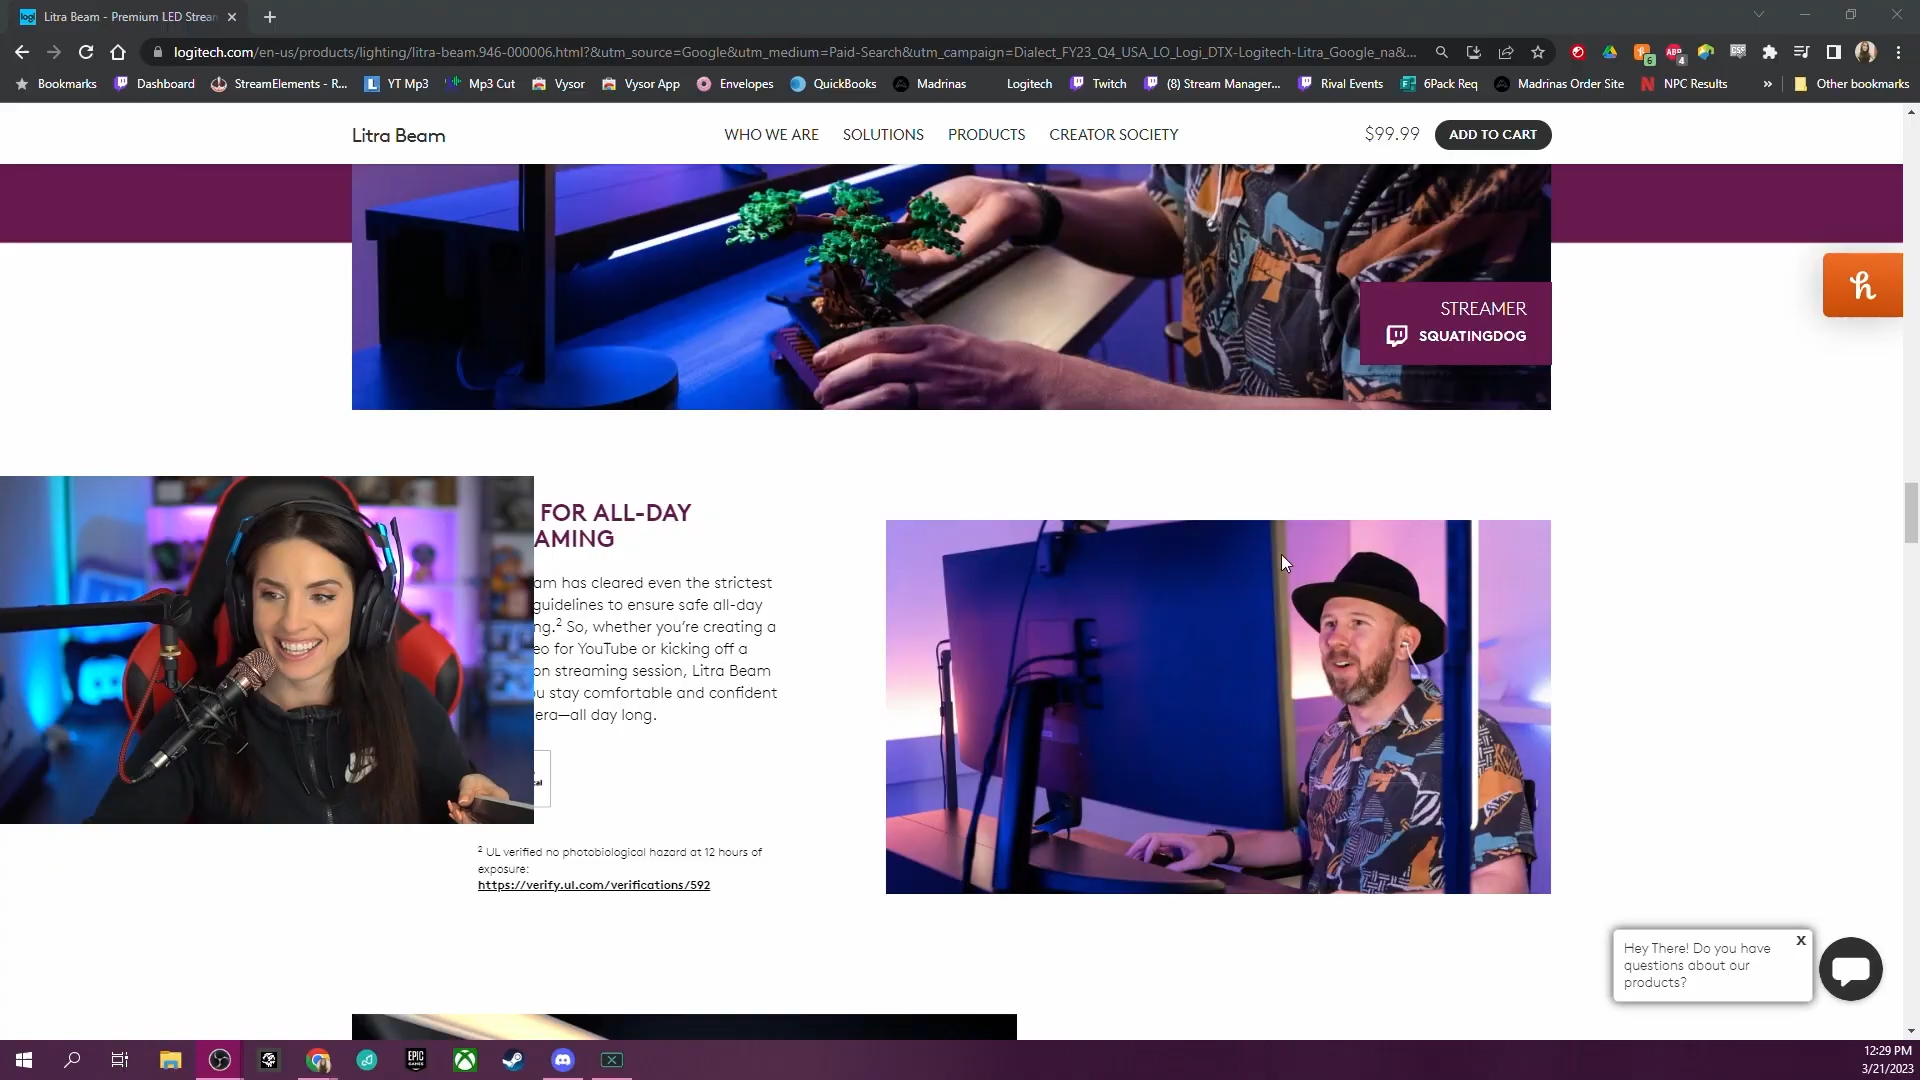 logi
Litra Beam - Premium LED Strean
logitech.com/en-us/products/lighting/litra-beam.946-000006.html?&utm_source=Google&utm_medium=Paid-Search&utm_campaign=Dialect_FY23_Q4_USA_LO_Logi_DTX-Logitech-Litra_Google_na&...
6
ABP
4
CSS
Bookmarks
Dashboard
StreamElements - R...
YT Mp3
Mp3 Cut
Vysor
Vysor App
Envelopes
QuickBooks
Madrinas
Logitech
Twitch
(8) Stream Manager...
Rival Events
6Pack Req
Madrinas Order Site
NPC Results
»
Other bookmarks
Litra Beam
WHO WE ARE
SOLUTIONS
PRODUCTS
CREATOR SOCIETY
$99.99
ADD TO CART
h
STREAMER
SQUATINGDOG
FOR ALL-DAY
AMING
am has cleared even the strictest
guidelines to ensure safe all-day
ng.² So, whether you're creating a
eo for YouTube or kicking off a
on streaming session, Litra Beam
u stay comfortable and confident
era—all day long.
² UL verified no photobiological hazard at 12 hours of
exposure:
https://verify.ul.com/verifications/592
Hey There! Do you have
questions about our
products?
X
EPIC
GAMES
12:29 PM
3/21/2023